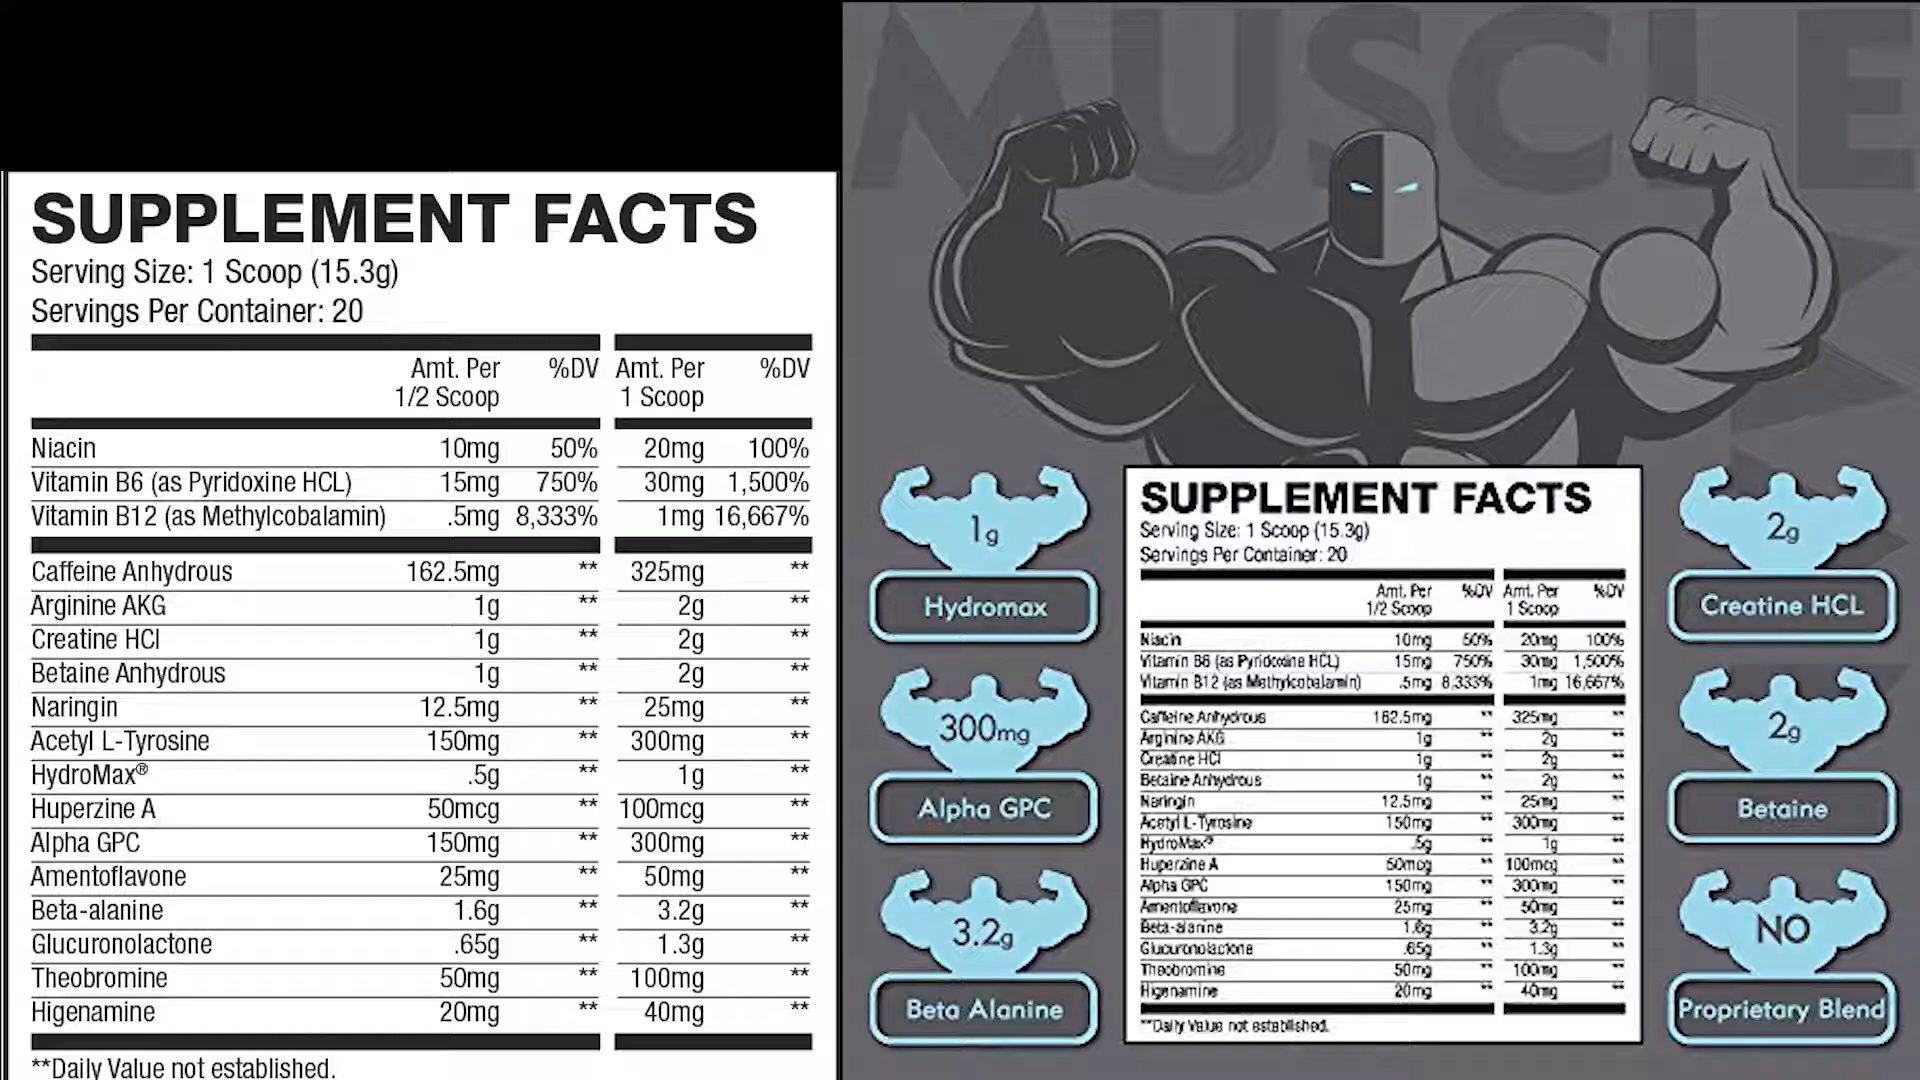 SUPPLEMENT FACTS
Serving Size: 1 Scoop (15.3g)
Servings Per Container: 20
Amt. Per %DV Amt. Per %DV
1/2 Scoop 1 Scoop
Niacin 10mg 50% 20mg 100%
Vitamin B6 (as Pyridoxine HCL) 15mg 750% 30mg 1,500%
Vitamin B12 (as Methylcobalamin) .5mg 8,333% 1mg 16,667%
Caffeine Anhydrous 162.5mg ** 325mg **
Arginine AKG 1g ** 2g **
Creatine HCl 1g ** 2g **
Betaine Anhydrous 1g ** 2g **
Naringin 12.5mg ** 25mg **
Acetyl L-Tyrosine 150mg ** 300mg **
HydroMax® .5g ** 1g **
Huperzine A 50mcg ** 100mcg **
Alpha GPC 150mg ** 300mg **
Amentoflavone 25mg ** 50mg **
Beta-alanine 1.6g ** 3.2g **
Glucuronolactone .65g ** 1.3g **
Theobromine 50mg ** 100mg **
Higenamine 20mg ** 40mg **
**Daily Value not established.
MUSCLE
1g
Hydromax
300mg
Alpha GPC
3.2g
Beta Alanine
SUPPLEMENT FACTS
Serving Size: 1 Scoop (15.3g)
Servings Per Container: 20
Amt. Per %DV Amt. Per %DV
1/2 Scoop 1 Scoop
Niacin 10mg 50% 20mg 100%
Vitamin B6 (as Pyridoxine HCL) 15mg 750% 30mg 1,500%
Vitamin B12 (as Methylcobalamin) .5mg 8,333% 1mg 16,667%
Caffeine Anhydrous 162.5mg ** 325mg **
Arginine AKG 1g ** 2g **
Creatine HCl 1g ** 2g **
Betaine Anhydrous 1g ** 2g **
Naringin 12.5mg ** 25mg **
Acetyl L-Tyrosine 150mg ** 300mg **
HydroMax® .5g ** 1g **
Huperzine A 50mcg ** 100mcg **
Alpha GPC 150mg ** 300mg **
Amentoflavone 25mg ** 50mg **
Beta-alanine 1.6g ** 3.2g **
Glucuronolactone .65g ** 1.3g **
Theobromine 50mg ** 100mg **
Higenamine 20mg ** 40mg **
**Daily Value not established.
2g
Creatine HCL
2g
Betaine
NO
Proprietary Blend